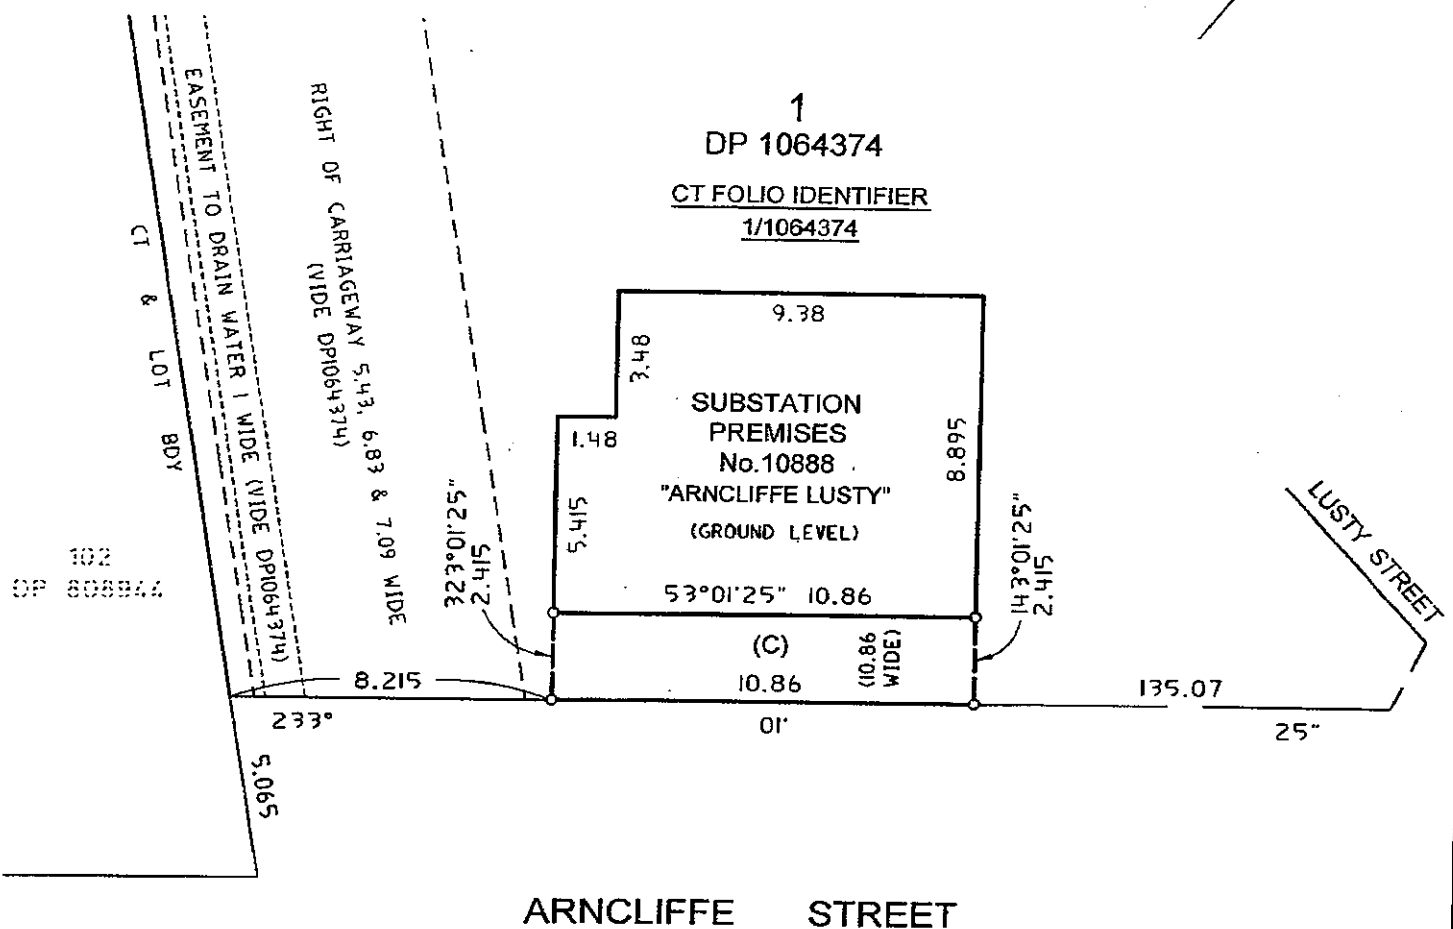 1
DP 1064374
CT FOLIO IDENTIFIER
1/1064374
EASEMENT TO DRAIN WATER 1 WIDE (VIDE DP1064374)
RIGHT OF CARRIAGEWAY 5.43, 6.83 & 7.09 WIDE
(VIDE DP1064374)
CT & LOT BDY
9.38
3.48
1.48
5.415
8.895
SUBSTATION
PREMISES
No.10888
"ARNCLIFFE LUSTY"
(GROUND LEVEL)
53°01'25" 10.86
323°01'25"
2.415
143°01'25"
2.415
(C)
(10.86
WIDE)
10.86
102
DP 808944
8.215
135.07
233° 01' 25"
5.065
LUSTY STREET
ARNCLIFFE STREET